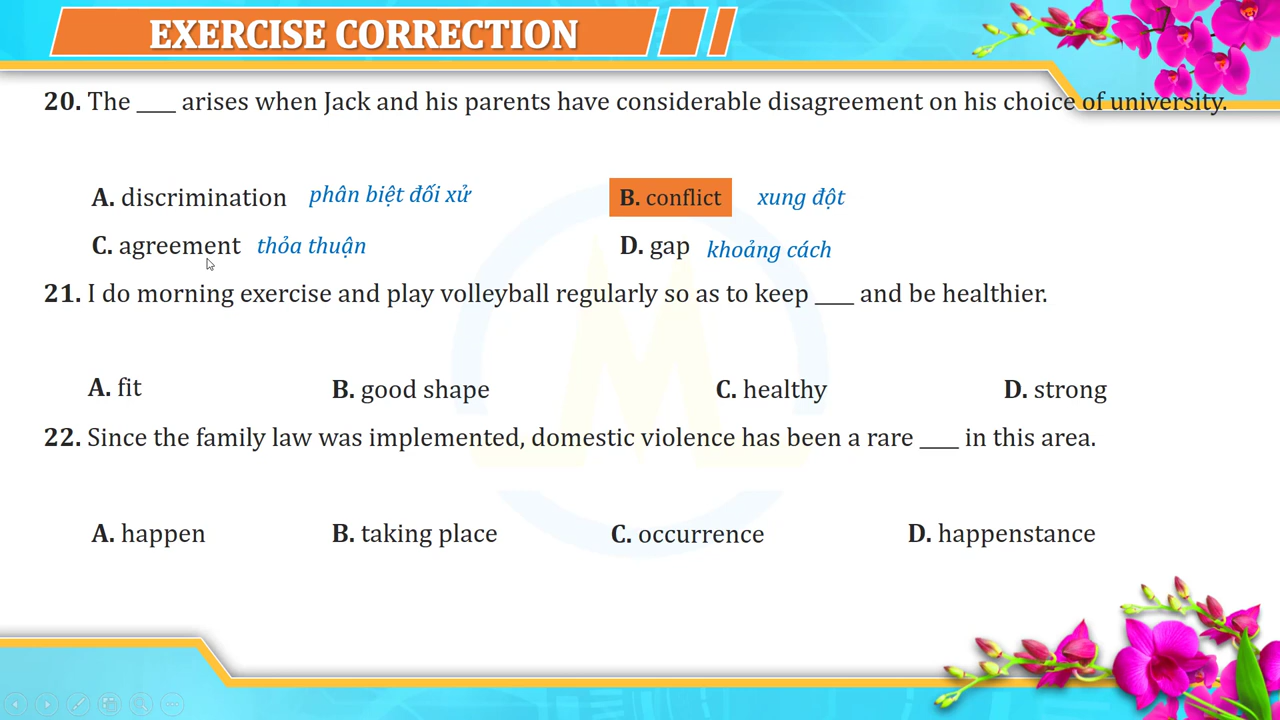 EXERCISE CORRECTION
20. The ____ arises when Jack and his parents have considerable disagreement on his choice of university.
A. discrimination phân biệt đối xử B. conflict xung đột
C. agreement thỏa thuận D. gap khoảng cách
21. I do morning exercise and play volleyball regularly so as to keep ____ and be healthier.
A. fit B. good shape C. healthy D. strong
22. Since the family law was implemented, domestic violence has been a rare ____ in this area.
A. happen B. taking place C. occurrence D. happenstance